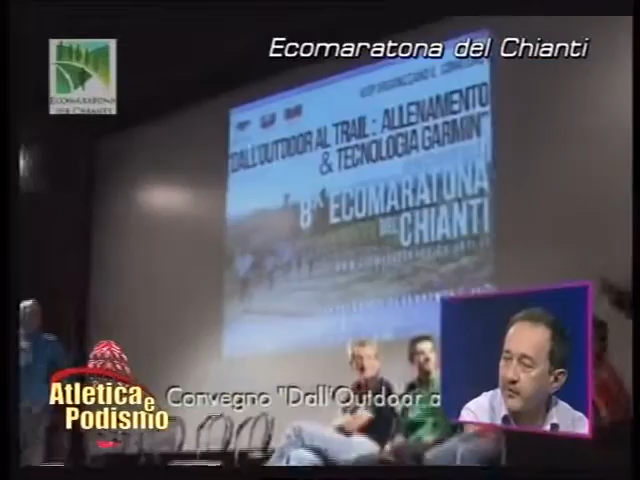 Ecomaratona del Chianti
ECOMARATONA
DEL CHIANTI
"DALL'OUTDOOR AL TRAIL: ALLENAMENTO
& TECNOLOGIA GARMIN"
8ª ECOMARATONA
DEL CHIANTI
Atletica e
Podismo
Convegno "Dall'Outdoor a